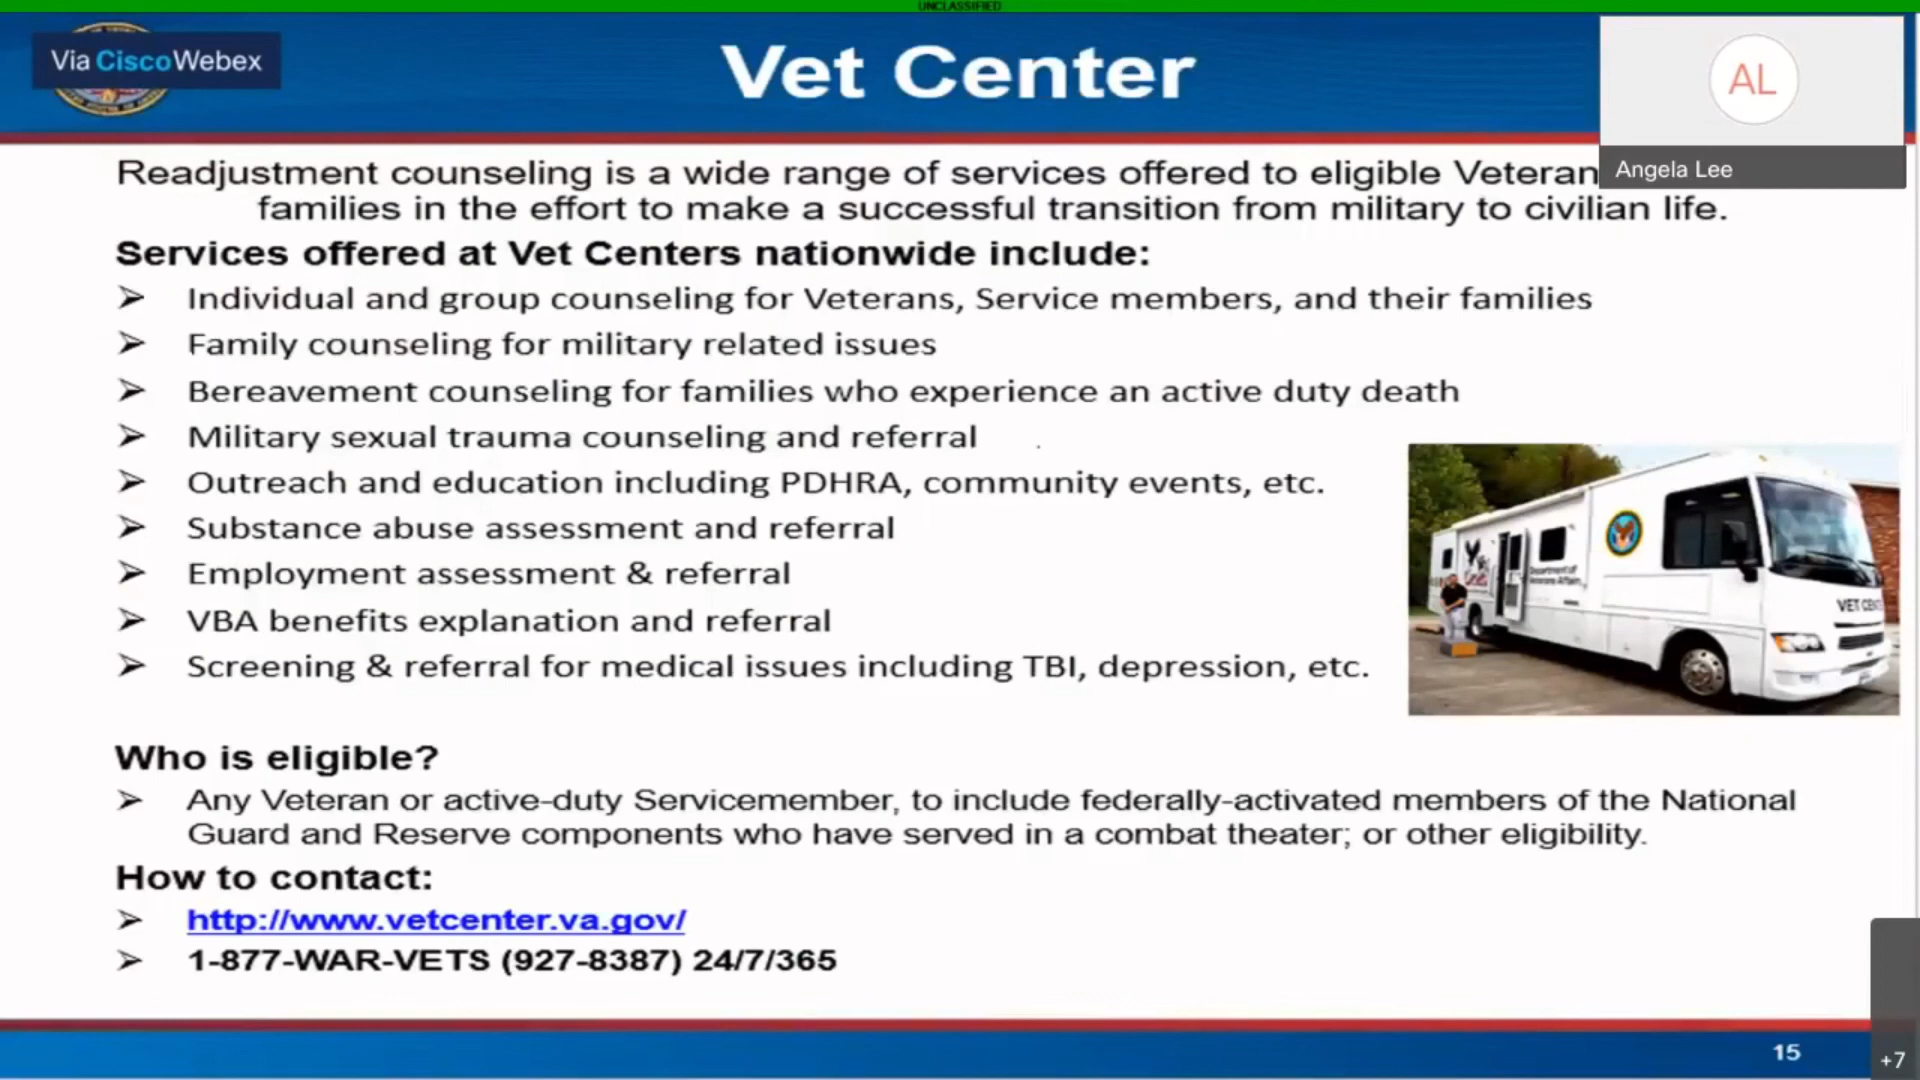 UNCLASSIFIED
Via CiscoWebex
Vet Center
AL
Angela Lee
Readjustment counseling is a wide range of services offered to eligible Veteran
families in the effort to make a successful transition from military to civilian life.
Services offered at Vet Centers nationwide include:
➢ Individual and group counseling for Veterans, Service members, and their families
➢ Family counseling for military related issues
➢ Bereavement counseling for families who experience an active duty death
➢ Military sexual trauma counseling and referral
➢ Outreach and education including PDHRA, community events, etc.
➢ Substance abuse assessment and referral
➢ Employment assessment & referral
➢ VBA benefits explanation and referral
➢ Screening & referral for medical issues including TBI, depression, etc.
Department of
Veterans Affairs
VET CENT
Who is eligible?
➢ Any Veteran or active-duty Servicemember, to include federally-activated members of the National
Guard and Reserve components who have served in a combat theater; or other eligibility.
How to contact:
➢ http://www.vetcenter.va.gov/
➢ 1-877-WAR-VETS (927-8387) 24/7/365
15
+7